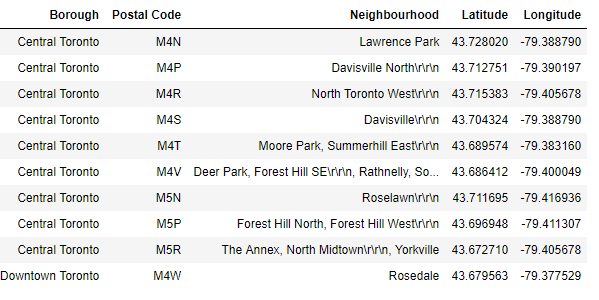 Borough Postal Code Neighbourhood Latitude Longitude
Central Toronto M4N Lawrence Park 43.728020 -79.388790
Central Toronto M4P Davisville North\r\r\n 43.712751 -79.390197
Central Toronto M4R North Toronto West\r\r\n 43.715383 -79.405678
Central Toronto M4S Davisville\r\r\n 43.704324 -79.388790
Central Toronto M4T Moore Park, Summerhill East\r\r\n 43.689574 -79.383160
Central Toronto M4V Deer Park, Forest Hill SE\r\r\n, Rathnelly, So... 43.686412 -79.400049
Central Toronto M5N Roselawn\r\r\n 43.711695 -79.416936
Central Toronto M5P Forest Hill North, Forest Hill West\r\r\n 43.696948 -79.411307
Central Toronto M5R The Annex, North Midtown\r\r\n, Yorkville 43.672710 -79.405678
Downtown Toronto M4W Rosedale 43.679563 -79.377529